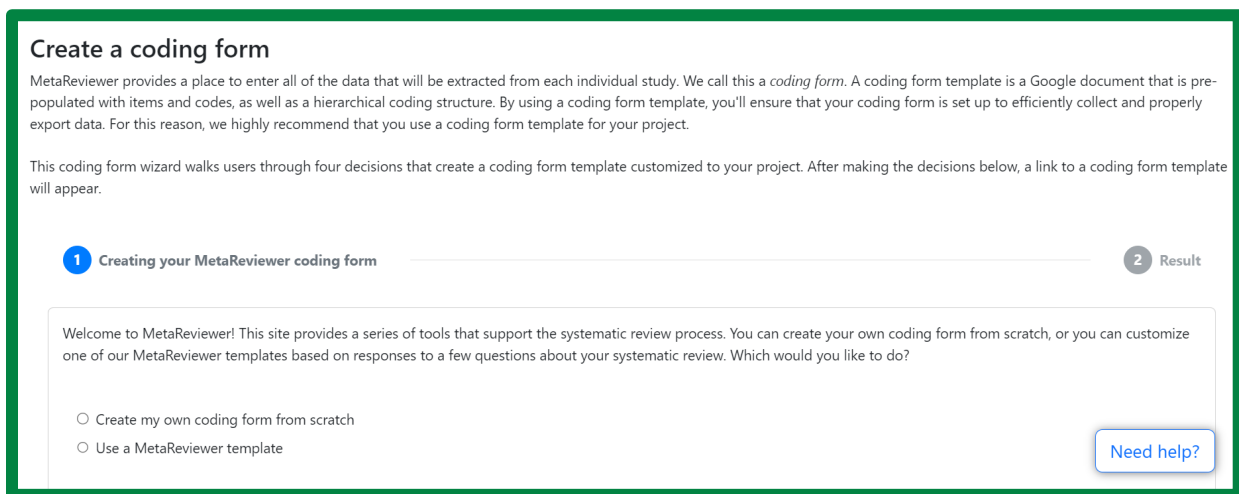 Create a coding form
MetaReviewer provides a place to enter all of the data that will be extracted from each individual study. We call this a coding form. A coding form template is a Google document that is pre-
populated with items and codes, as well as a hierarchical coding structure. By using a coding form template, you'll ensure that your coding form is set up to efficiently collect and properly
export data. For this reason, we highly recommend that you use a coding form template for your project.
This coding form wizard walks users through four decisions that create a coding form template customized to your project. After making the decisions below, a link to a coding form template
will appear.
1 Creating your MetaReviewer coding form
2 Result
Welcome to MetaReviewer! This site provides a series of tools that support the systematic review process. You can create your own coding form from scratch, or you can customize
one of our MetaReviewer templates based on responses to a few questions about your systematic review. Which would you like to do?
Create my own coding form from scratch
Use a MetaReviewer template
Need help?